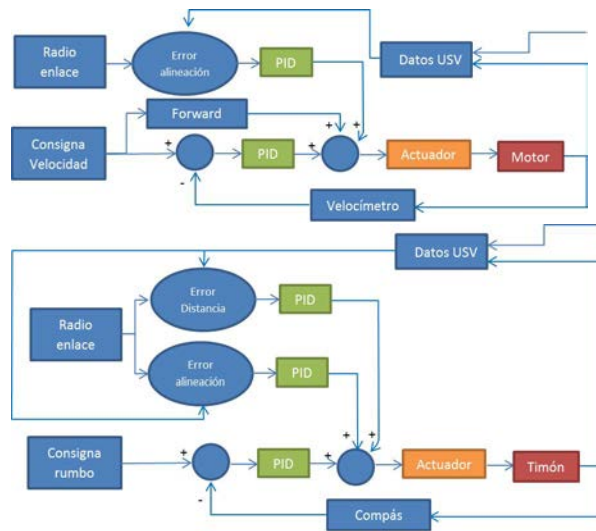 Radio
enlace
Error
alineación
PID
Datos USV
Forward
Consigna
Velocidad
+
-
PID
+
+
+
Actuador
Motor
Velocímetro
Datos USV
Error
Distancia
PID
Radio
enlace
Error
alineación
PID
Consigna
rumbo
+
-
PID
+
+
+
Actuador
Timón
Compás